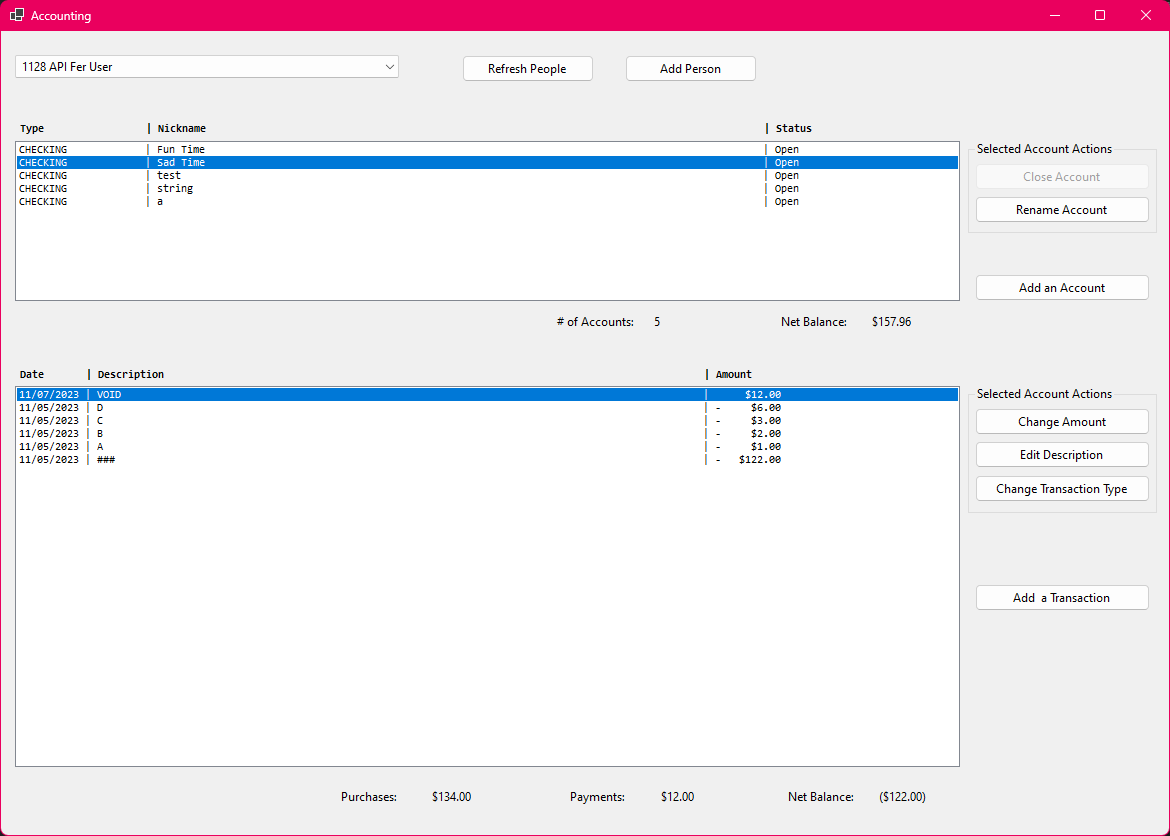 Accounting
1128 API Fer User
Refresh People
Add Person
Type | Nickname | Status
CHECKING | Fun Time | Open
CHECKING | Sad Time | Open
CHECKING | test | Open
CHECKING | string | Open
CHECKING | a | Open
Selected Account Actions
Close Account
Rename Account
Add an Account
# of Accounts: 5 Net Balance: $157.96
Date | Description | Amount
11/07/2023 | VOID | $12.00
11/05/2023 | D | - $6.00
11/05/2023 | C | - $3.00
11/05/2023 | B | - $2.00
11/05/2023 | A | - $1.00
11/05/2023 | ### | - $122.00
Selected Account Actions
Change Amount
Edit Description
Change Transaction Type
Add a Transaction
Purchases: $134.00 Payments: $12.00 Net Balance: ($122.00)